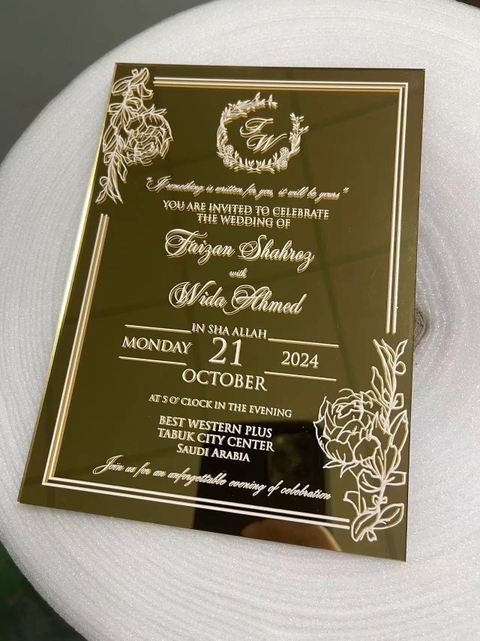 F
W
"If something is written for you, it will be yours"
YOU ARE INVITED TO CELEBRATE
THE WEDDING OF
Faizan Shahroz
with
Wida Ahmed
IN SHA ALLAH
MONDAY 21 2024
OCTOBER
AT 5 O' CLOCK IN THE EVENING
BEST WESTERN PLUS
TABUK CITY CENTER
SAUDI ARABIA
Join us for an unforgettable evening of celebration